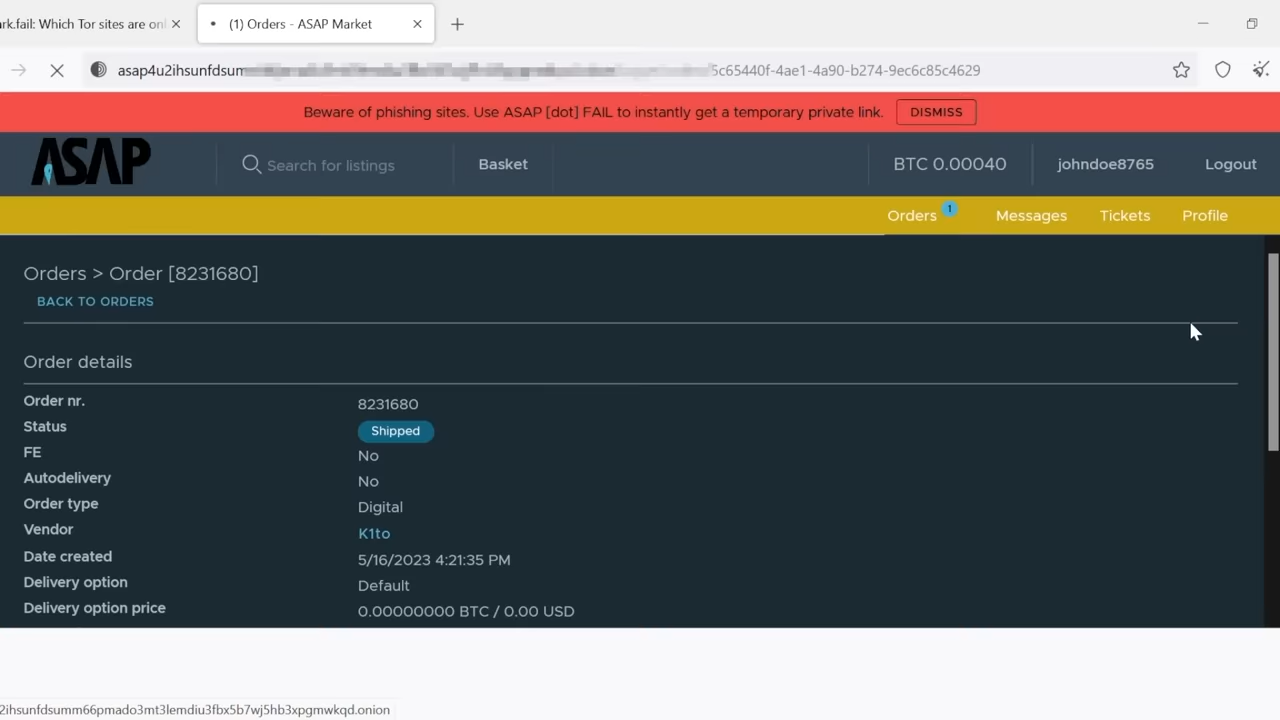 rk.fail: Which Tor sites are onl
(1) Orders - ASAP Market
asap4u2ihsunfdsum
5c65440f-4ae1-4a90-b274-9ec6c85c4629
Beware of phishing sites. Use ASAP [dot] FAIL to instantly get a temporary private link.
DISMISS
ASAP
Search for listings
Basket
BTC 0.00040
johndoe8765
Logout
Orders 1
Messages
Tickets
Profile
Orders > Order [8231680]
BACK TO ORDERS
Order details
Order nr. 8231680
Status Shipped
FE No
Autodelivery No
Order type Digital
Vendor K1to
Date created 5/16/2023 4:21:35 PM
Delivery option Default
Delivery option price 0.00000000 BTC / 0.00 USD
2ihsunfdsumm66pmado3mt3lemdiu3fbx5b7wj5hb3xpgmwkqd.onion